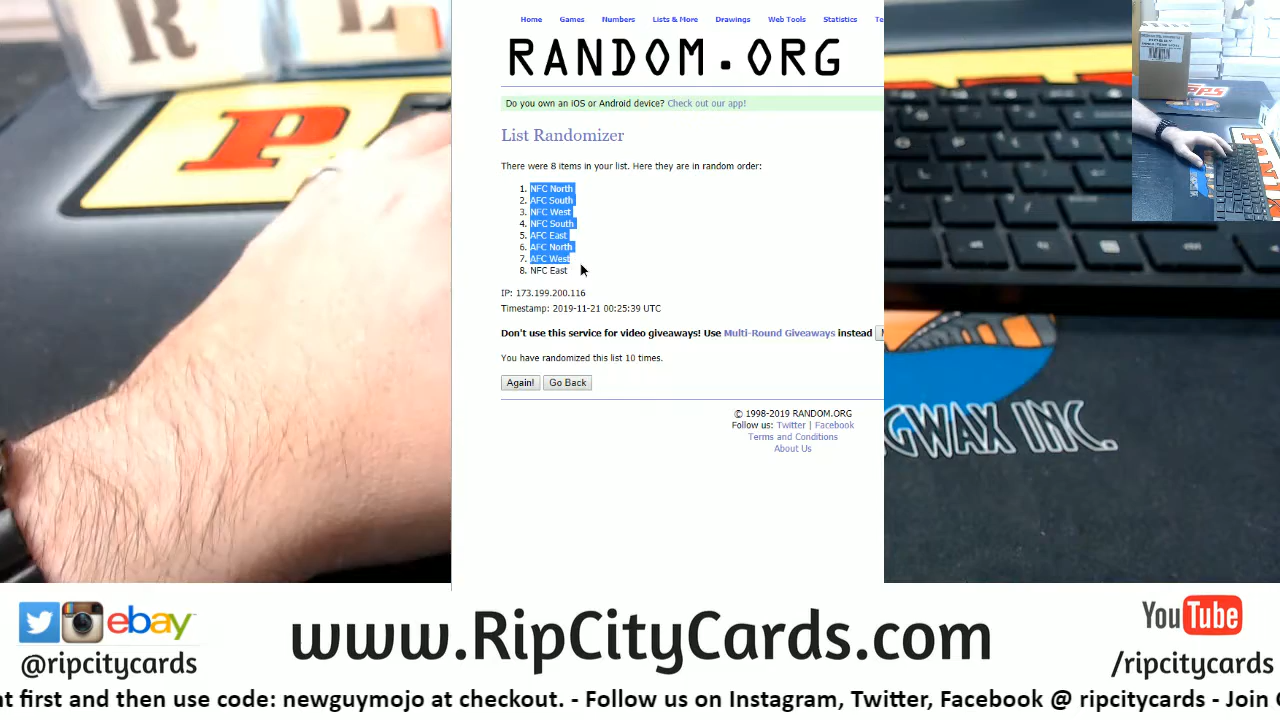 Home Games Numbers Lists & More Drawings Web Tools Statistics Te
RANDOM.ORG
Do you own an iOS or Android device? Check out our app!
List Randomizer
There were 8 items in your list. Here they are in random order:
1. NFC North
2. AFC South
3. NFC West
4. NFC South
5. AFC East
6. AFC North
7. AFC West
8. NFC East
IP: 173.199.200.116
Timestamp: 2019-11-21 00:25:39 UTC
Don't use this service for video giveaways! Use Multi-Round Giveaways instead
You have randomized this list 10 times.
Again! Go Back
© 1998-2019 RANDOM.ORG
Follow us: Twitter | Facebook
Terms and Conditions
About Us
GWAX INC.
ebay
@ripcitycards
www.RipCityCards.com
YouTube
/ripcitycards
t first and then use code: newguymojo at checkout. - Follow us on Instagram, Twitter, Facebook @ ripcitycards - Join